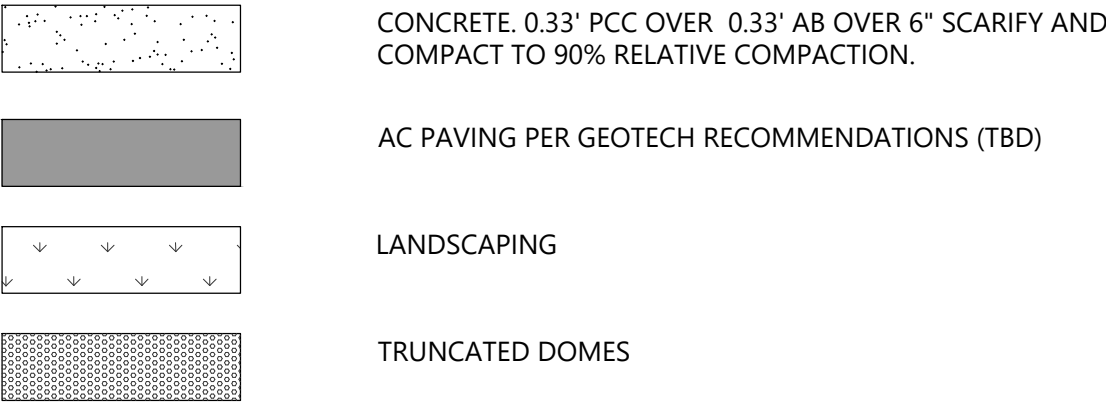 CONCRETE. 0.33' PCC OVER 0.33' AB OVER 6" SCARIFY AND
COMPACT TO 90% RELATIVE COMPACTION.
AC PAVING PER GEOTECH RECOMMENDATIONS (TBD)
LANDSCAPING
TRUNCATED DOMES